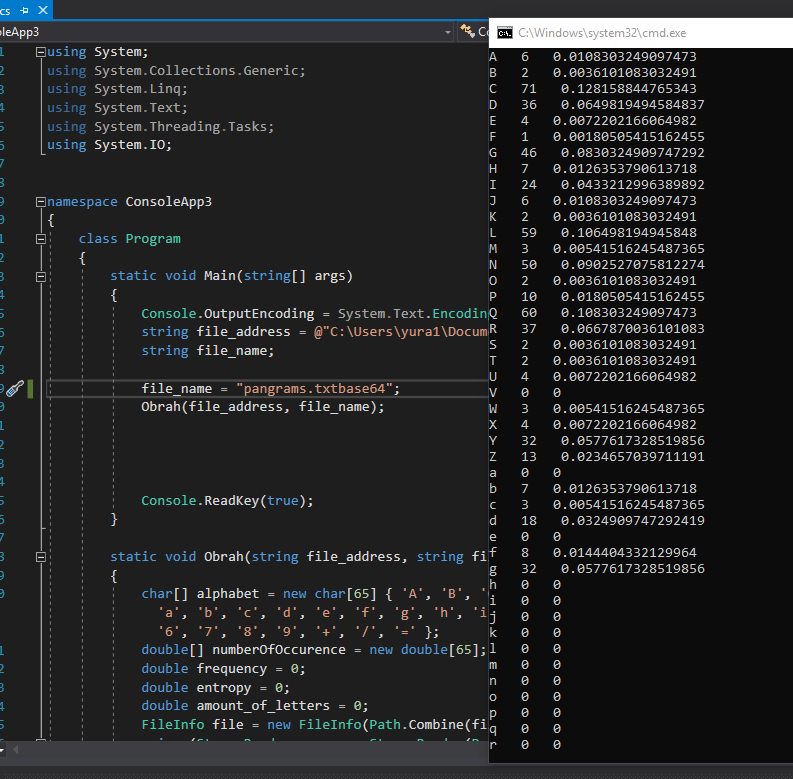 cs
oleApp3
Co
using System;
using System.Collections.Generic;
using System.Linq;
using System.Text;
using System.Threading.Tasks;
using System.IO;
namespace ConsoleApp3
{
class Program
{
static void Main(string[] args)
{
Console.OutputEncoding = System.Text.Encodin
string file_address = @"C:\Users\yura1\Docum
string file_name;
file_name = "pangrams.txtbase64";
Obrah(file_address, file_name);
Console.ReadKey(true);
}
static void Obrah(string file_address, string fi
{
char[] alphabet = new char[65] { 'A', 'B', '
'a', 'b', 'c', 'd', 'e', 'f', 'g', 'h', 'i
'6', '7', '8', '9', '+', '/', '=' };
double[] numberOfOccurence = new double[65];
double frequency = 0;
double entropy = 0;
double amount_of_letters = 0;
FileInfo file = new FileInfo(Path.Combine(fi
C:\Windows\system32\cmd.exe
A 6 0.0108303249097473
B 2 0.0036101083032491
C 71 0.128158844765343
D 36 0.0649819494584837
E 4 0.0072202166064982
F 1 0.00180505415162455
G 46 0.0830324909747292
H 7 0.0126353790613718
I 24 0.0433212996389892
J 6 0.0108303249097473
K 2 0.0036101083032491
L 59 0.106498194945848
M 3 0.00541516245487365
N 50 0.0902527075812274
O 2 0.0036101083032491
P 10 0.0180505415162455
Q 60 0.108303249097473
R 37 0.0667870036101083
S 2 0.0036101083032491
T 2 0.0036101083032491
U 4 0.0072202166064982
V 0 0
W 3 0.00541516245487365
X 4 0.0072202166064982
Y 32 0.0577617328519856
Z 13 0.0234657039711191
a 0 0
b 7 0.0126353790613718
c 3 0.00541516245487365
d 18 0.0324909747292419
e 0 0
f 8 0.0144404332129964
g 32 0.0577617328519856
h 0 0
i 0 0
j 0 0
k 0 0
l 0 0
m 0 0
n 0 0
o 0 0
p 0 0
q 0 0
r 0 0